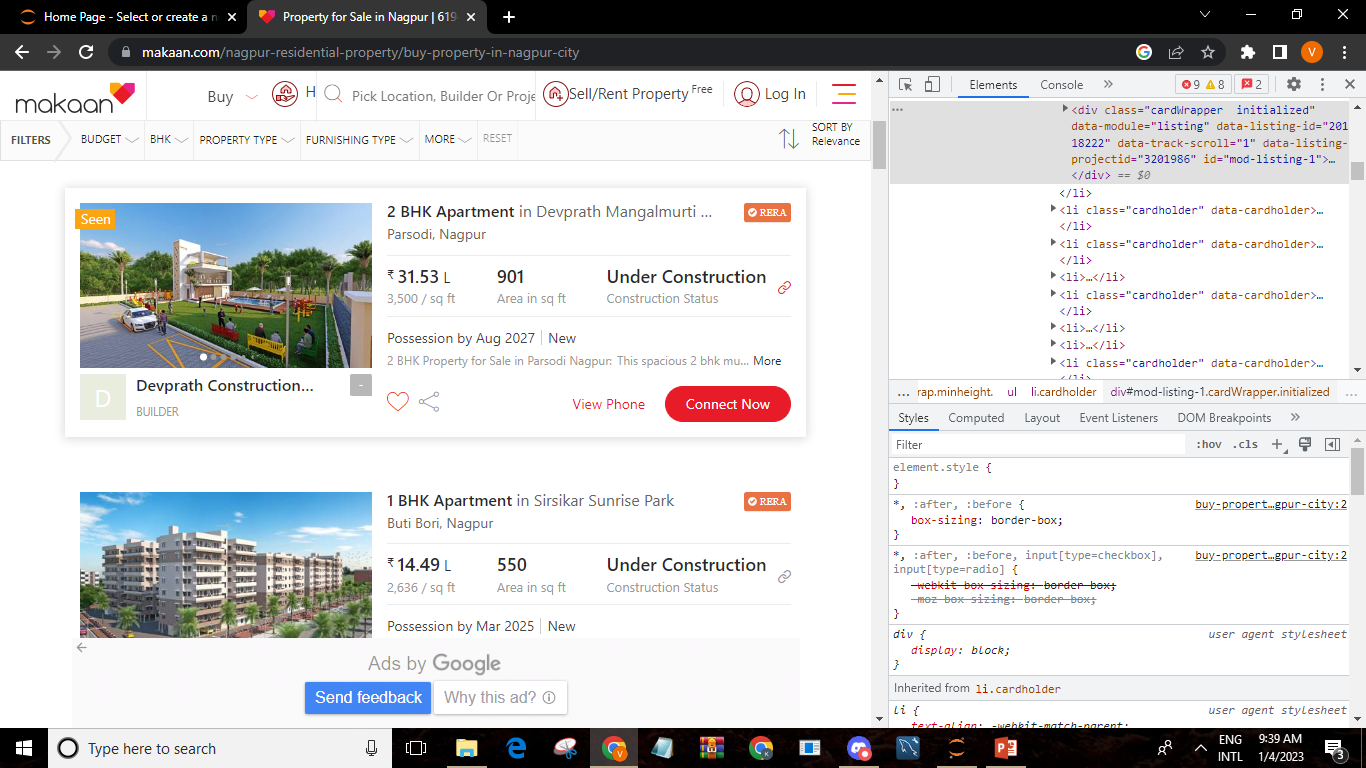 Home Page - Select or create a n
Property for Sale in Nagpur | 619
makaan.com/nagpur-residential-property/buy-property-in-nagpur-city
V
makaan
Buy
H
Pick Location, Builder Or Proje
Sell/Rent Property Free
Log In
FILTERS
BUDGET
BHK
PROPERTY TYPE
FURNISHING TYPE
MORE
RESET
SORT BY
Relevance
Seen
2 BHK Apartment in Devprath Mangalmurti ...
RERA
Parsodi, Nagpur
₹ 31.53 L
901
Under Construction
3,500 / sq ft
Area in sq ft
Construction Status
Possession by Aug 2027 | New
2 BHK Property for Sale in Parsodi Nagpur: This spacious 2 bhk mu... More
D
Devprath Construction...
-
BUILDER
View Phone
Connect Now
1 BHK Apartment in Sirsikar Sunrise Park
RERA
Buti Bori, Nagpur
₹ 14.49 L
550
Under Construction
2,636 / sq ft
Area in sq ft
Construction Status
Possession by Mar 2025 | New
Ads by Google
Send feedback
Why this ad?
Elements
Console
9
8
2
<div class="cardWrapper  initialized"
data-module="listing" data-listing-id="201
18222" data-track-scroll="1" data-listing-
projectid="3201986" id="mod-listing-1">…
</div> == $0
</li>
<li class="cardholder" data-cardholder>…
</li>
<li class="cardholder" data-cardholder>…
</li>
<li>…</li>
<li class="cardholder" data-cardholder>…
</li>
<li>…</li>
<li>…</li>
<li class="cardholder" data-cardholder>…
... rap.minheight. ul li.cardholder div#mod-listing-1.cardWrapper.initialized ...
Styles
Computed
Layout
Event Listeners
DOM Breakpoints
Filter
:hov .cls
element.style {
}
*, :after, :before {
buy-propert…gpur-city:2
box-sizing: border-box;
}
*, :after, :before, input[type=checkbox],
buy-propert…gpur-city:2
input[type=radio] {
-webkit-box-sizing: border-box;
-moz-box-sizing: border-box;
}
div {
user agent stylesheet
display: block;
}
Inherited from li.cardholder
li {
user agent stylesheet
text-align: -webkit-match-parent;
Type here to search
ENG
INTL
9:39 AM
1/4/2023
3